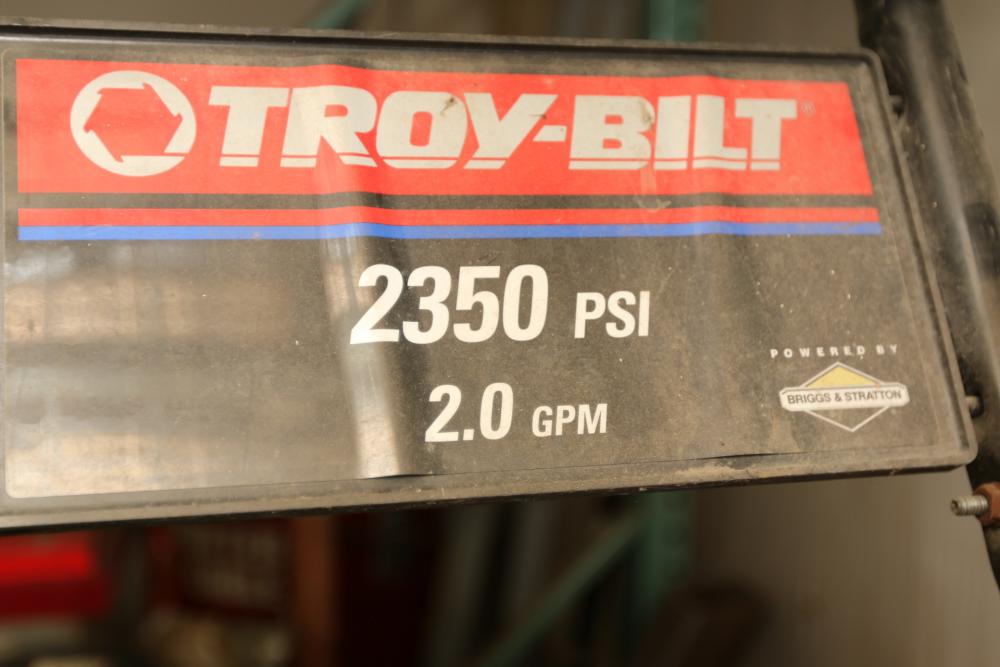 TROY-BILT®
2350 PSI
2.0 GPM
POWERED BY
BRIGGS & STRATTON